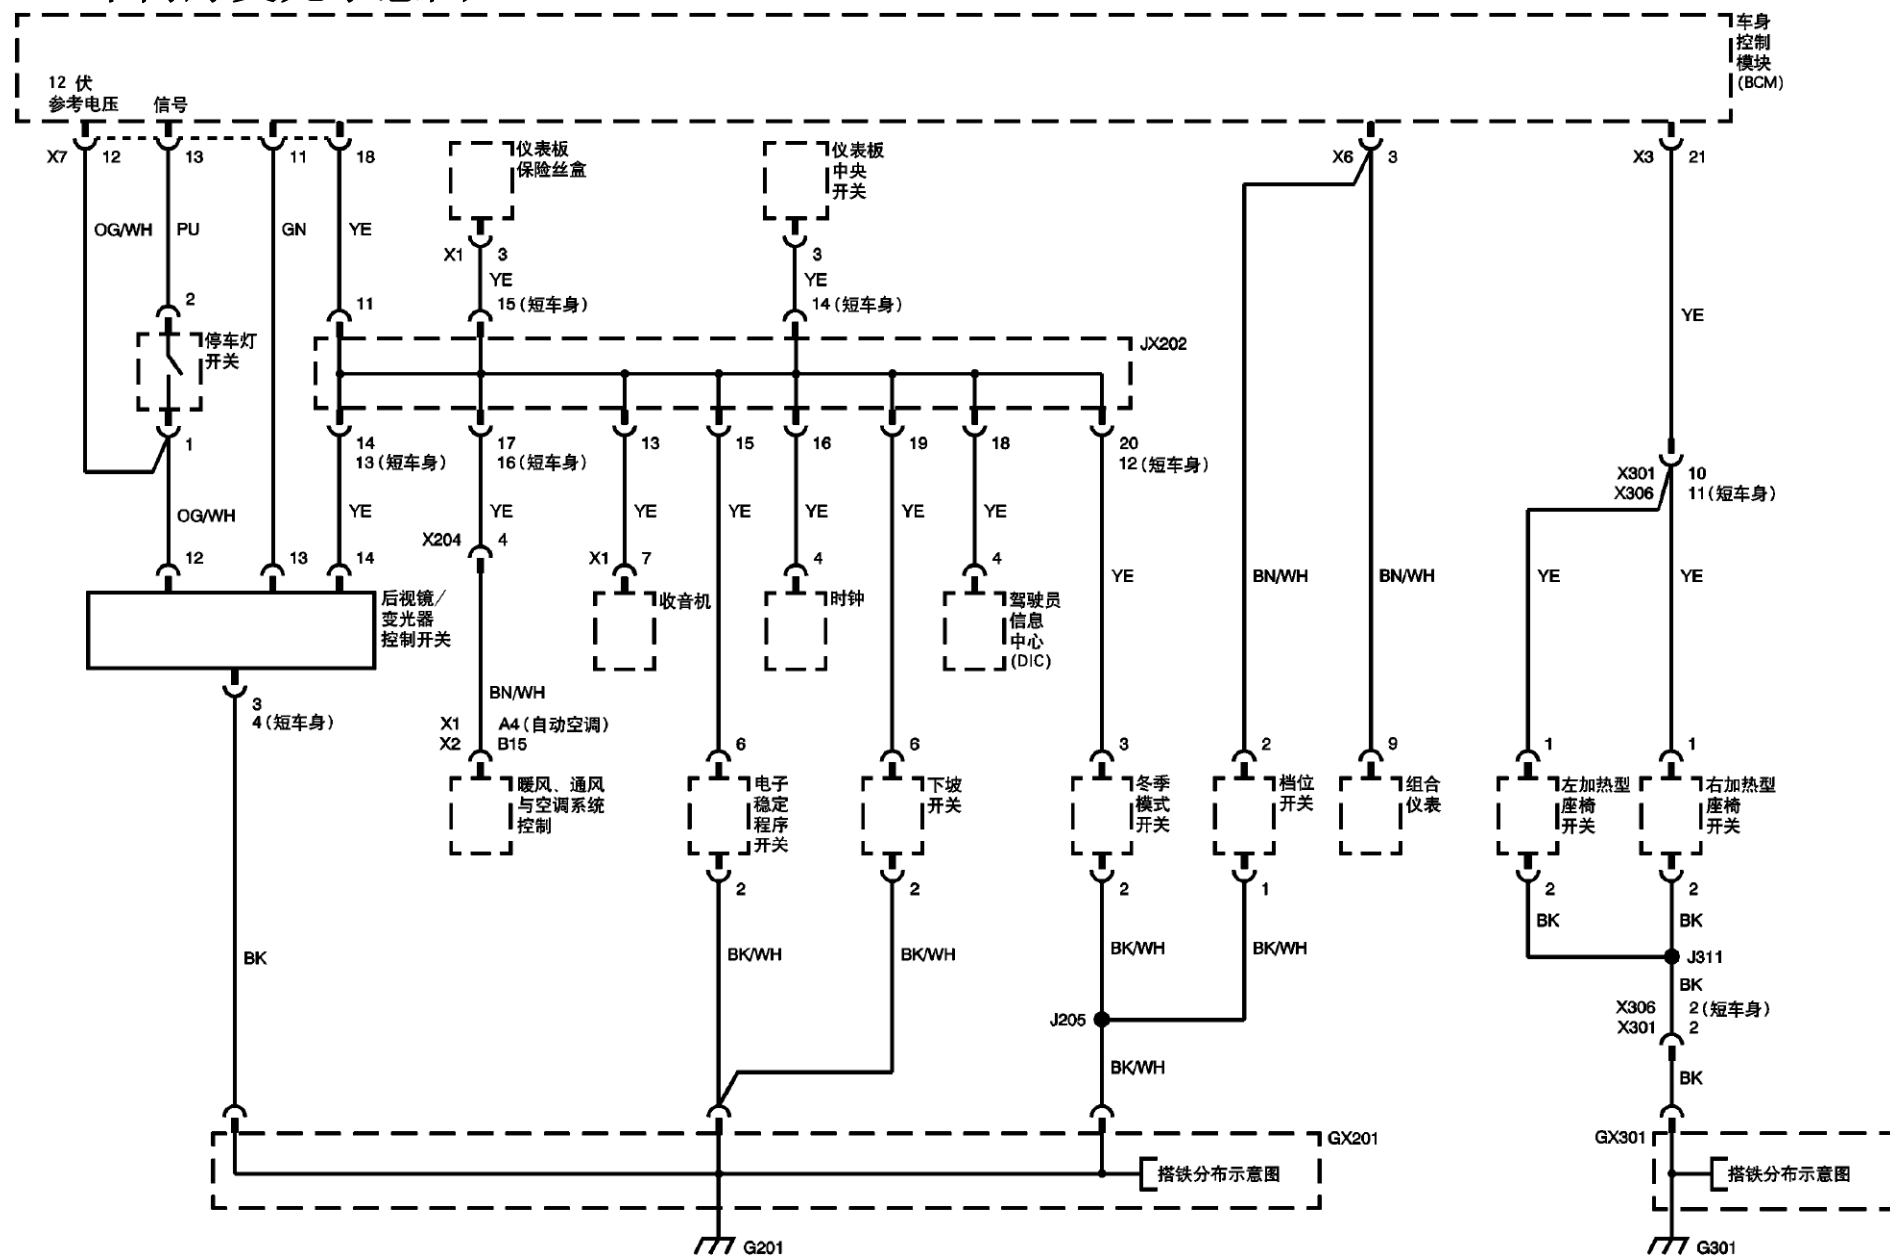 车身
控制
模块
(BCM)
12 伏
参考电压
信号
X7 12
13
11
18
仪表板
保险丝盒
仪表板
中央
开关
X6 3
X3 21
OG/WH
PU
GN
YE
X1 3
YE
15(短车身)
3
YE
14(短车身)
2
11
停车灯
开关
JX202
YE
1
14
13(短车身)
17
16(短车身)
13
15
16
19
18
20
12(短车身)
X301 10
X306 11(短车身)
OG/WH
YE
YE
YE
YE
YE
YE
YE
X204 4
12
13
14
X1 7
4
4
YE
BN/WH
BN/WH
YE
YE
后视镜/
变光器
控制开关
收音机
时钟
驾驶员
信息
中心
(DIC)
3
4(短车身)
BN/WH
X1 A4(自动空调)
X2 B15
6
6
3
2
9
1
1
暖风、通风
与空调系统
控制
电子
稳定
程序
开关
下坡
开关
冬季
模式
开关
档位
开关
组合
仪表
左加热型
座椅
开关
右加热型
座椅
开关
2
2
2
1
2
2
BK
BK
BK
BK/WH
BK/WH
BK/WH
BK/WH
J311
BK
X306 2(短车身)
X301 2
J205
BK/WH
BK
GX201
GX301
搭铁分布示意图
搭铁分布示意图
G201
G301